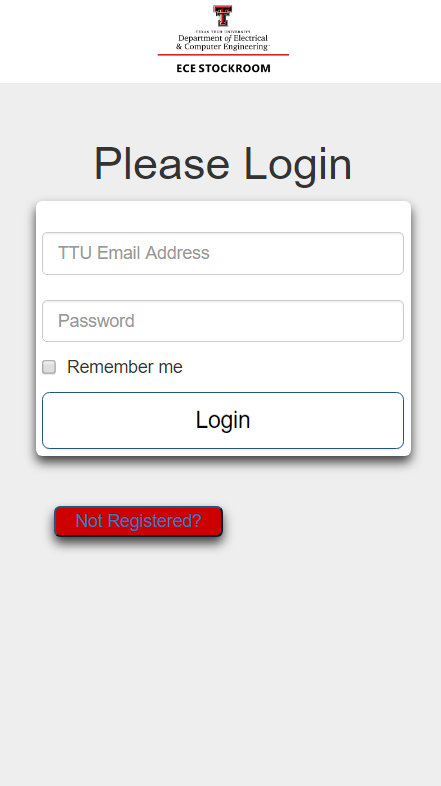 TEXAS TECH UNIVERSITY
Department of Electrical
& Computer Engineering
ECE STOCKROOM
Please Login
TTU Email Address
Password
Remember me
Login
Not Registered?